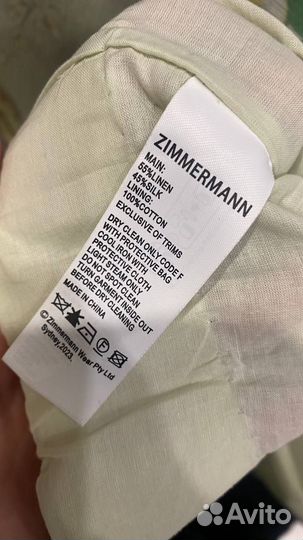 ZIMMERMANN
MAIN:
55%LINEN
45%SILK
LINING:
100%COTTON
EXCLUSIVE OF TRIMS
DRY CLEAN ONLY CODE F
WITH PROTECTIVE BAG
COOL IRON WITH
PROTECTIVE CLOTH
LIGHT STEAM ONLY
DO NOT SPOT CLEAN
TURN GARMENT INSIDE OUT
BEFORE DRY CLEANING
MADE IN CHINA
© Zimmermann Wear Pty Ltd
Sydney, 2023.
Avito